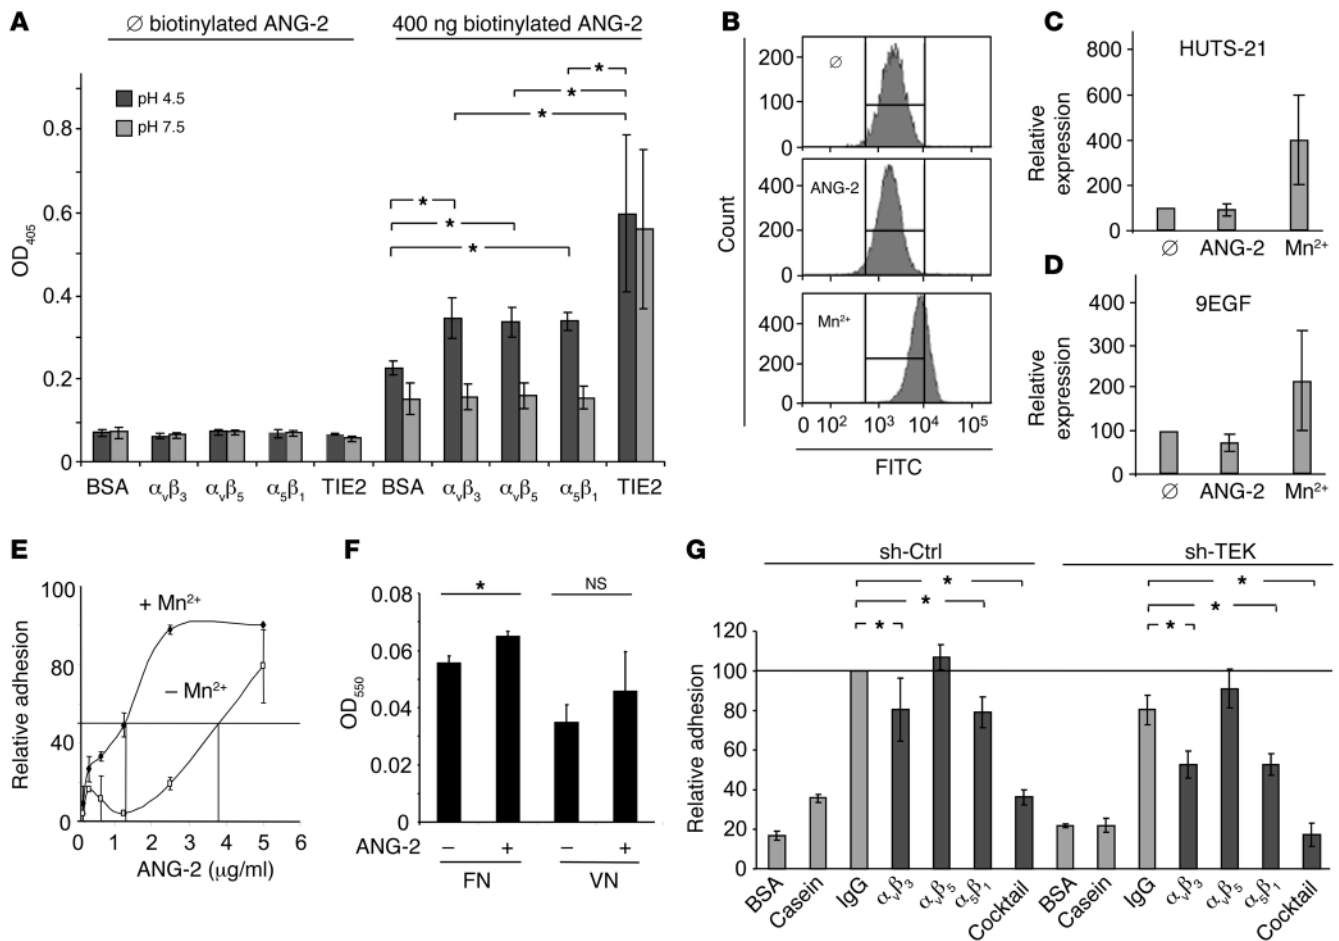 A
∅ biotinylated ANG-2
400 ng biotinylated ANG-2
pH 4.5
pH 7.5
OD405
0.8
0.6
0.4
0.2
0
BSA αvβ3 αvβ5 α5β1 TIE2 BSA αvβ3 αvβ5 α5β1 TIE2
* * *
* * *
B
Count
∅
200
100
0
ANG-2
400
200
0
Mn2+
400
200
0
0 10² 10³ 10⁴ 10⁵
FITC
C
HUTS-21
Relative
expression
800
600
400
200
0
∅ ANG-2 Mn2+
D
9EGF
Relative
expression
400
300
200
100
0
∅ ANG-2 Mn2+
E
Relative adhesion
100
80
40
0
+ Mn2+
– Mn2+
0 1 2 3 4 5 6
ANG-2 (µg/ml)
F
OD550
0.08
0.06
0.04
0.02
0
* NS
ANG-2 – + – +
FN VN
G
sh-Ctrl sh-TEK
* *
* *
* *
Relative adhesion
120
100
80
60
40
20
0
BSA Casein IgG αvβ3 αvβ5 α5β1 Cocktail BSA Casein IgG αvβ3 αvβ5 α5β1 Cocktail